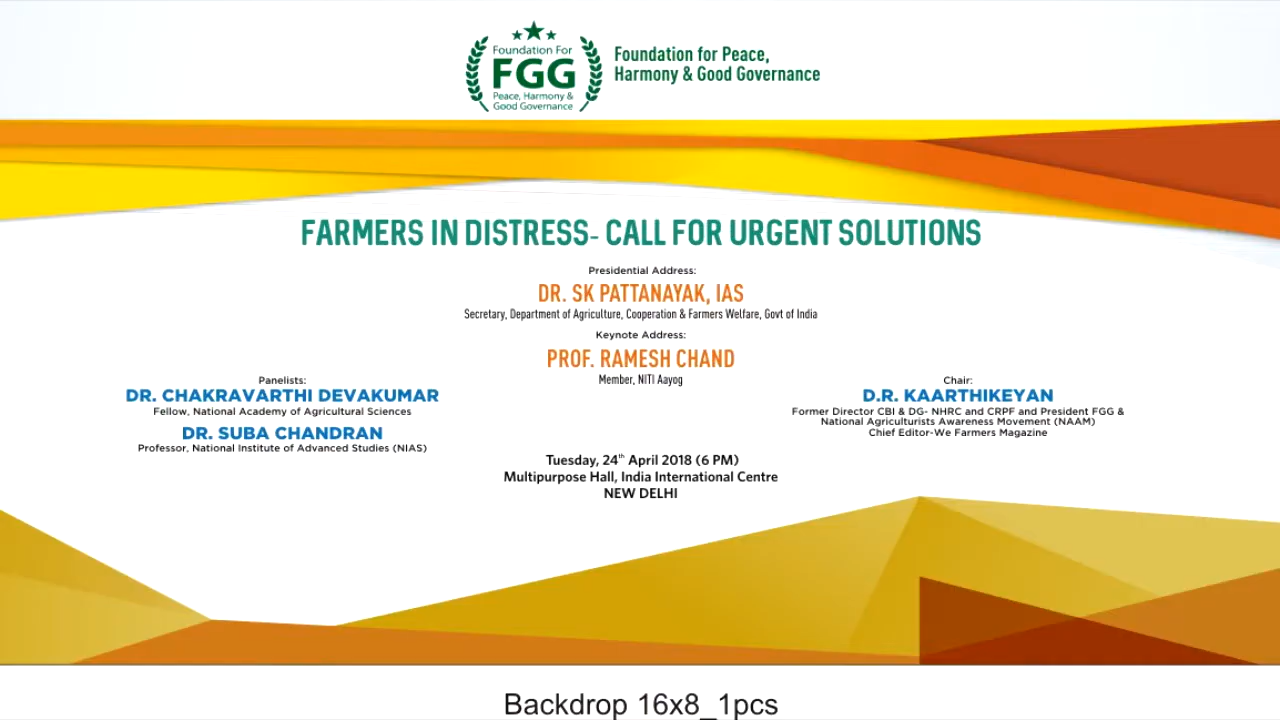 Foundation For
FGG
Peace, Harmony &
Good Governance
Foundation for Peace,
Harmony & Good Governance
FARMERS IN DISTRESS- CALL FOR URGENT SOLUTIONS
Presidential Address:
DR. SK PATTANAYAK, IAS
Secretary, Department of Agriculture, Cooperation & Farmers Welfare, Govt of India
Keynote Address:
PROF. RAMESH CHAND
Member, NITI Aayog
Panelists:
DR. CHAKRAVARTHI DEVAKUMAR
Fellow, National Academy of Agricultural Sciences
DR. SUBA CHANDRAN
Professor, National Institute of Advanced Studies (NIAS)
Chair:
D.R. KAARTHIKEYAN
Former Director CBI & DG- NHRC and CRPF and President FGG &
National Agriculturists Awareness Movement (NAAM)
Chief Editor-We Farmers Magazine
Tuesday, 24th April 2018 (6 PM)
Multipurpose Hall, India International Centre
NEW DELHI
Backdrop 16x8_1pcs